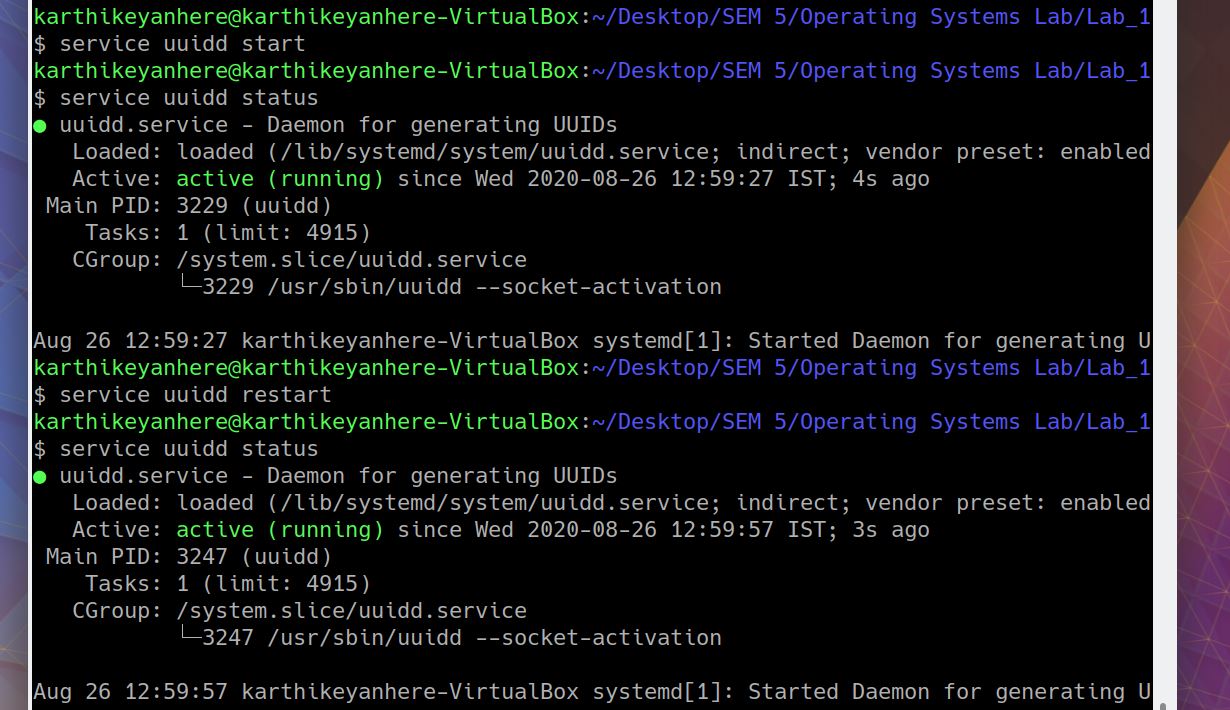 karthikeyanhere@karthikeyanhere-VirtualBox:~/Desktop/SEM 5/Operating Systems Lab/Lab_1
$ service uuidd start
karthikeyanhere@karthikeyanhere-VirtualBox:~/Desktop/SEM 5/Operating Systems Lab/Lab_1
$ service uuidd status
● uuidd.service - Daemon for generating UUIDs
   Loaded: loaded (/lib/systemd/system/uuidd.service; indirect; vendor preset: enabled
   Active: active (running) since Wed 2020-08-26 12:59:27 IST; 4s ago
 Main PID: 3229 (uuidd)
    Tasks: 1 (limit: 4915)
   CGroup: /system.slice/uuidd.service
           └─3229 /usr/sbin/uuidd --socket-activation

Aug 26 12:59:27 karthikeyanhere-VirtualBox systemd[1]: Started Daemon for generating U
karthikeyanhere@karthikeyanhere-VirtualBox:~/Desktop/SEM 5/Operating Systems Lab/Lab_1
$ service uuidd restart
karthikeyanhere@karthikeyanhere-VirtualBox:~/Desktop/SEM 5/Operating Systems Lab/Lab_1
$ service uuidd status
● uuidd.service - Daemon for generating UUIDs
   Loaded: loaded (/lib/systemd/system/uuidd.service; indirect; vendor preset: enabled
   Active: active (running) since Wed 2020-08-26 12:59:57 IST; 3s ago
 Main PID: 3247 (uuidd)
    Tasks: 1 (limit: 4915)
   CGroup: /system.slice/uuidd.service
           └─3247 /usr/sbin/uuidd --socket-activation

Aug 26 12:59:57 karthikeyanhere-VirtualBox systemd[1]: Started Daemon for generating U